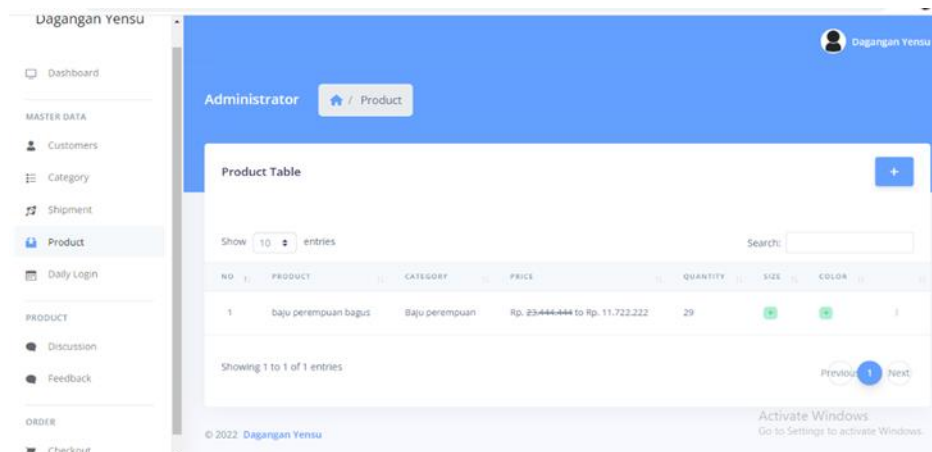 Dagangan Yensu
Dagangan Yensu
Dashboard
MASTER DATA
Customers
Category
Shipment
Product
Daily Login
PRODUCT
Discussion
Feedback
ORDER
Checkout
Administrator
/ Product
Product Table
+
Show 10 entries
Search:
NO PRODUCT CATEGORY PRICE QUANTITY SIZE COLOR
1 baju perempuan bagus Baju perempuan Rp. 23.444.444 to Rp. 11.722.222 29 + +
Showing 1 to 1 of 1 entries
Previous 1 Next
Activate Windows
Go to Settings to activate Windows.
© 2022 Dagangan Yensu